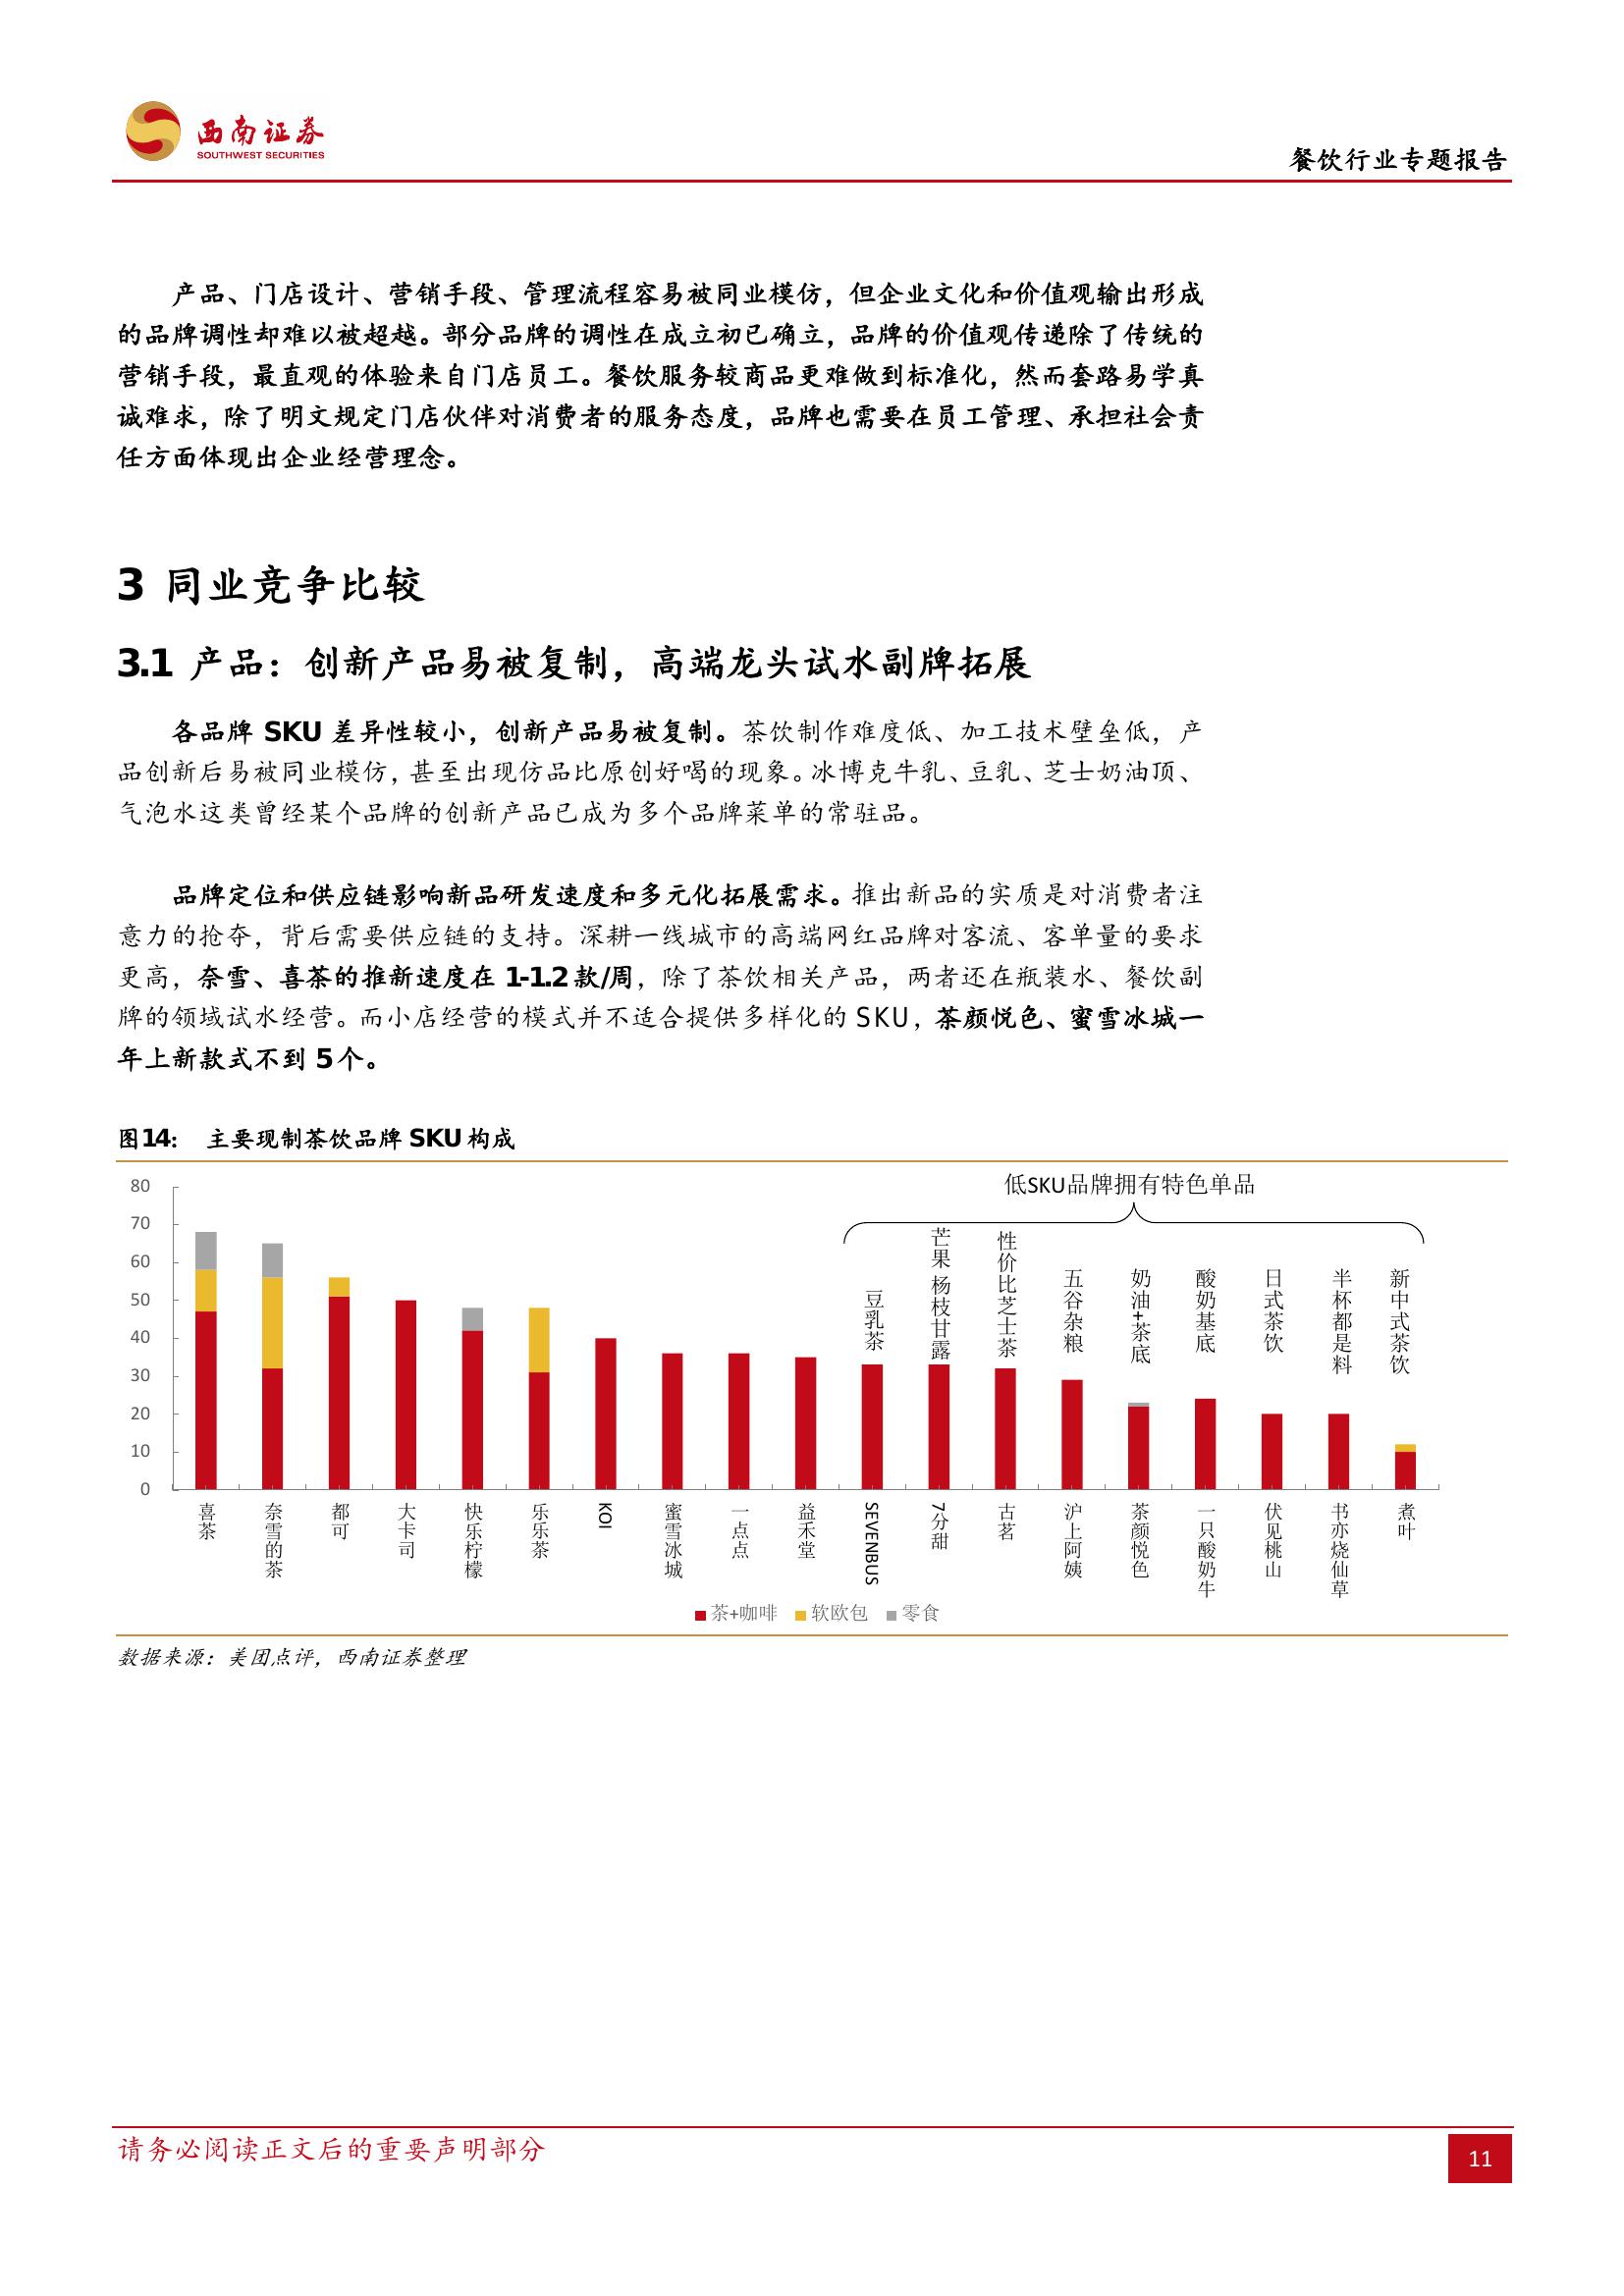 西南证券
SOUTHWEST SECURITIES
餐饮行业专题报告
产品、门店设计、营销手段、管理流程容易被同业模仿，但企业文化和价值观输出形成
的品牌调性却难以被超越。部分品牌的调性在成立初已确立，品牌的价值观传递除了传统的
营销手段，最直观的体验来自门店员工。餐饮服务较商品更难做到标准化，然而套路易学真
诚难求，除了明文规定门店伙伴对消费者的服务态度，品牌也需要在员工管理、承担社会责
任方面体现出企业经营理念。
3 同业竞争比较
3.1 产品：创新产品易被复制，高端龙头试水副牌拓展
各品牌 SKU 差异性较小，创新产品易被复制。茶饮制作难度低、加工技术壁垒低，产
品创新后易被同业模仿，甚至出现仿品比原创好喝的现象。冰博克牛乳、豆乳、芝士奶油顶、
气泡水这类曾经某个品牌的创新产品已成为多个品牌菜单的常驻品。
品牌定位和供应链影响新品研发速度和多元化拓展需求。推出新品的实质是对消费者注
意力的抢夺，背后需要供应链的支持。深耕一线城市的高端网红品牌对客流、客单量的要求
更高，奈雪、喜茶的推新速度在 1-1.2 款/周，除了茶饮相关产品，两者还在瓶装水、餐饮副
牌的领域试水经营。而小店经营的模式并不适合提供多样化的 SKU，茶颜悦色、蜜雪冰城一
年上新款式不到 5 个。
图14： 主要现制茶饮品牌 SKU 构成
低SKU品牌拥有特色单品
80
70
60
50
40
30
20
10
0
豆乳茶
芒果 杨枝甘露
性价比芝士茶
五谷杂粮
奶油+茶底
酸奶基底
日式茶饮
半杯都是料
新中式茶饮
喜茶
奈雪的茶
都可
大卡司
快乐柠檬
乐乐茶
KOI
蜜雪冰城
一点点
益禾堂
SEVENBUS
7分甜
古茗
沪上阿姨
茶颜悦色
一只酸奶牛
伏见桃山
书亦烧仙草
煮叶
茶+咖啡 软欧包 零食
数据来源：美团点评，西南证券整理
请务必阅读正文后的重要声明部分
11